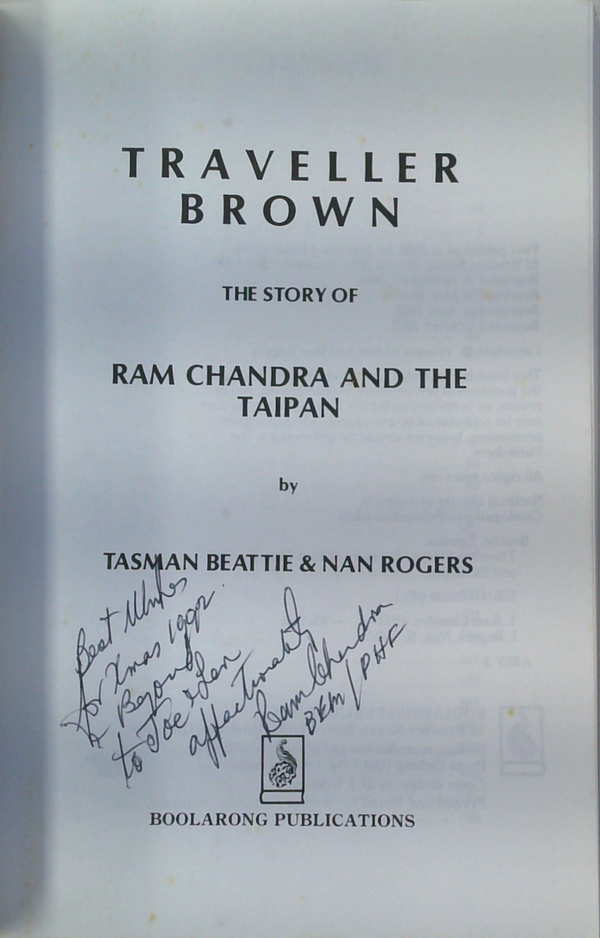 TRAVELLER
BROWN
THE STORY OF
RAM CHANDRA AND THE
TAIPAN
by
TASMAN BEATTIE & NAN ROGERS
Best Wishes
for Xmas 1992
& Beyond
to Joe & Len
affectionately
Ram Chandra
BEM/PHF
BOOLARONG PUBLICATIONS